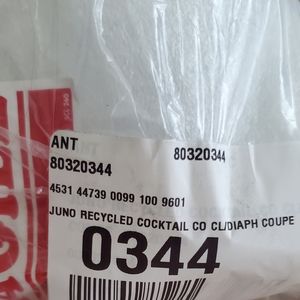 ANT 80320344
80320344
4531 44739 0099 100 9601
JUNO RECYCLED COCKTAIL CO CL/DIAPH COUPE
0344